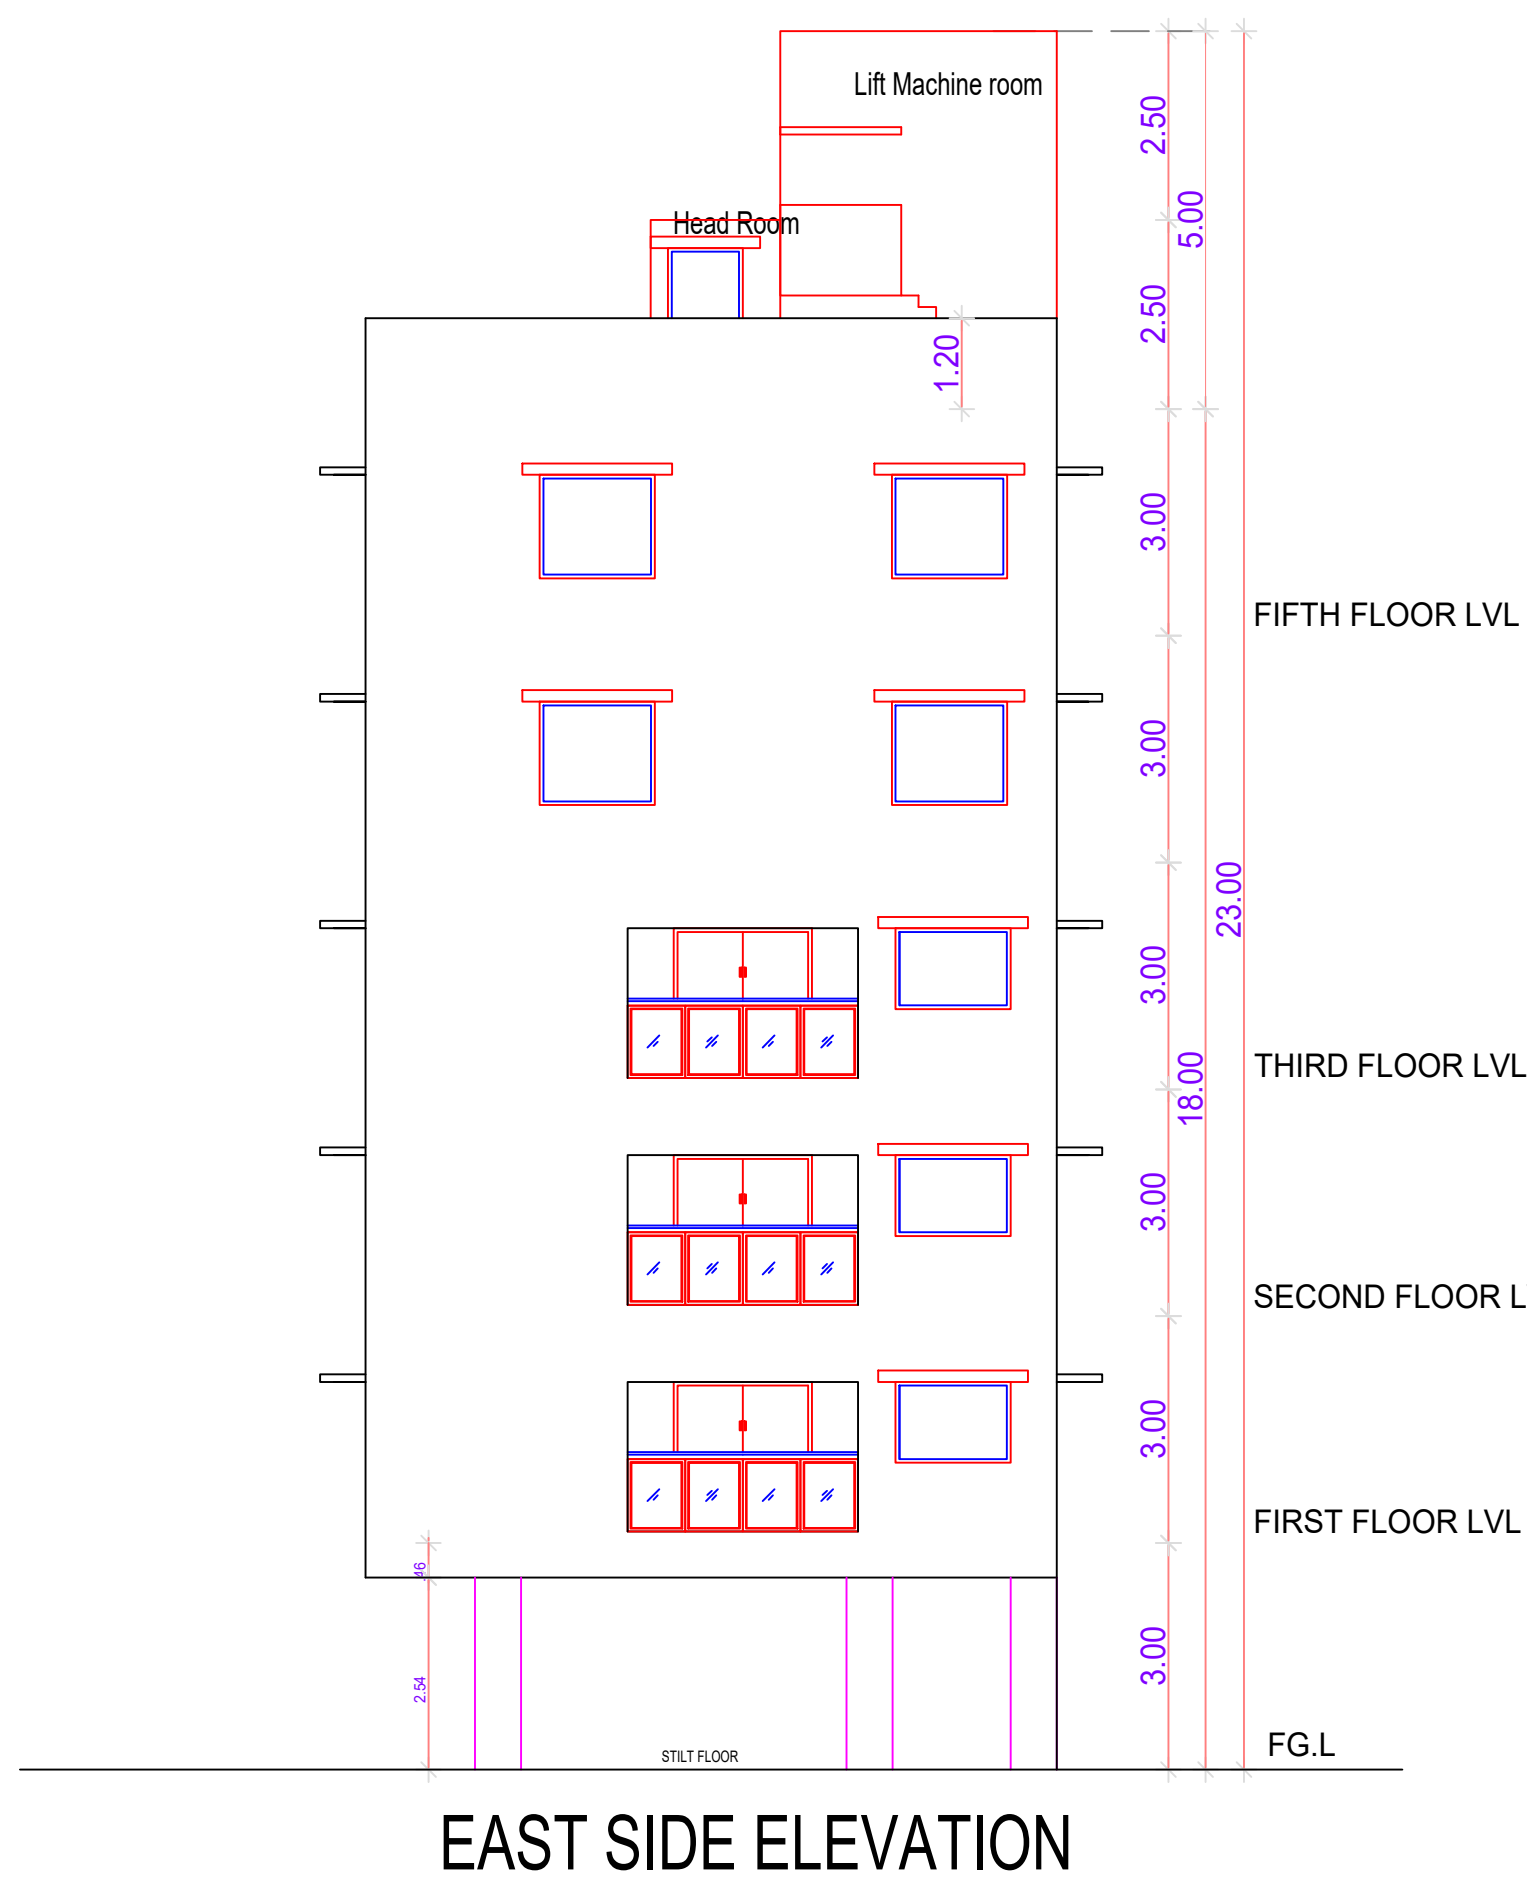 Lift Machine room
2.50
Head Room
5.00
2.50
1.20
3.00
FIFTH FLOOR LVL
3.00
23.00
3.00
THIRD FLOOR LVL
18.00
3.00
SECOND FLOOR L
3.00
FIRST FLOOR LVL
.46
3.00
2.54
FG.L
STILT FLOOR
EAST SIDE ELEVATION